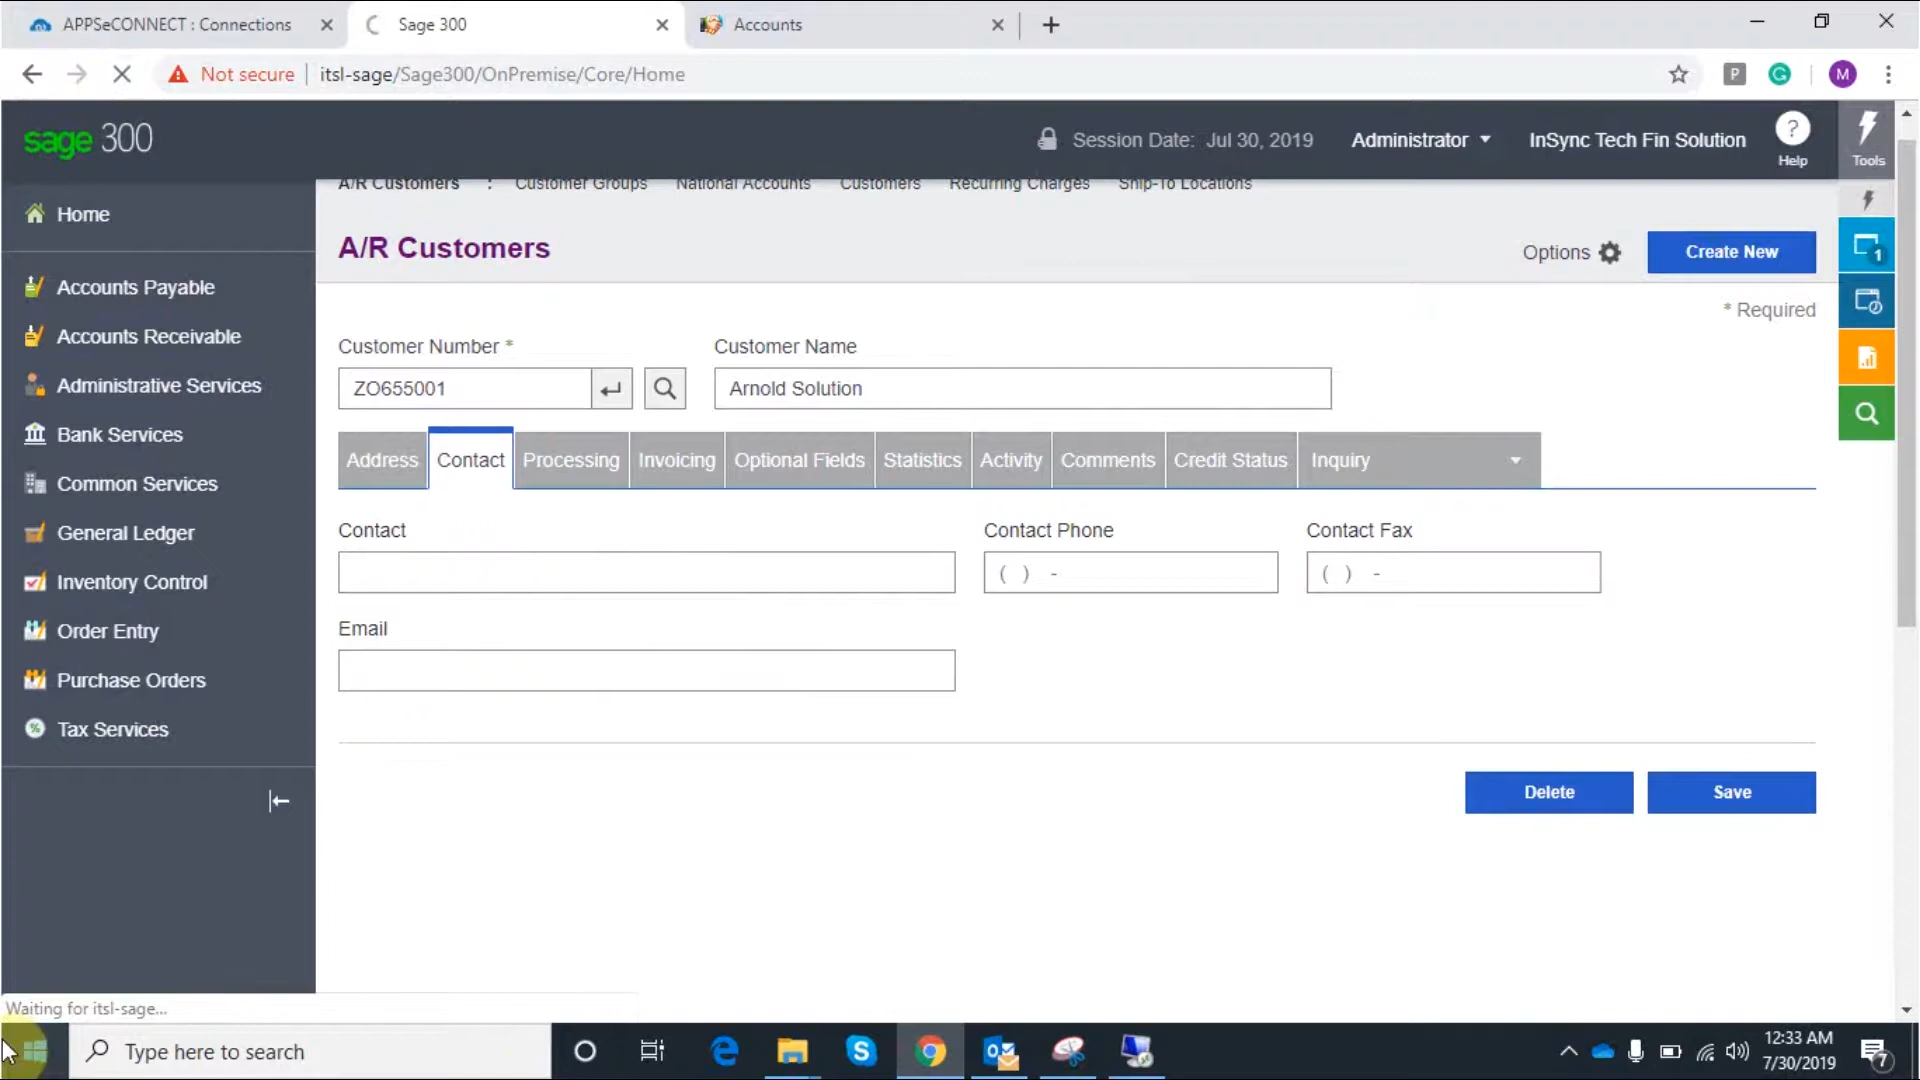 APPSeCONNECT : Connections
Sage 300
Accounts
Not secure
itsl-sage/Sage300/OnPremise/Core/Home
P
G
M
sage 300
Session Date: Jul 30, 2019
Administrator
InSync Tech Fin Solution
?
Help
Tools
A/R Customers : Customer Groups National Accounts Customers Recurring Charges Ship-To Locations
Home
A/R Customers
Options
Create New
1
* Required
Accounts Payable
Accounts Receivable
Administrative Services
Bank Services
Common Services
General Ledger
Inventory Control
Order Entry
Purchase Orders
Tax Services
Customer Number *
Customer Name
ZO655001
Arnold Solution
Address Contact Processing Invoicing Optional Fields Statistics Activity Comments Credit Status Inquiry
Contact
Contact Phone
Contact Fax
( ) -
( ) -
Email
Delete
Save
Waiting for itsl-sage...
Type here to search
12:33 AM
7/30/2019
7